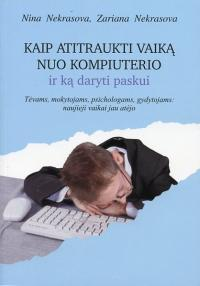 Nina Nekrasova, Zariana Nekrasova
KAIP ATITRAUKTI VAIKĄ
NUO KOMPIUTERIO
ir ką daryti paskui
Tėvams, mokytojams, psichologams, gydytojams:
naujieji vaikai jau atėjo